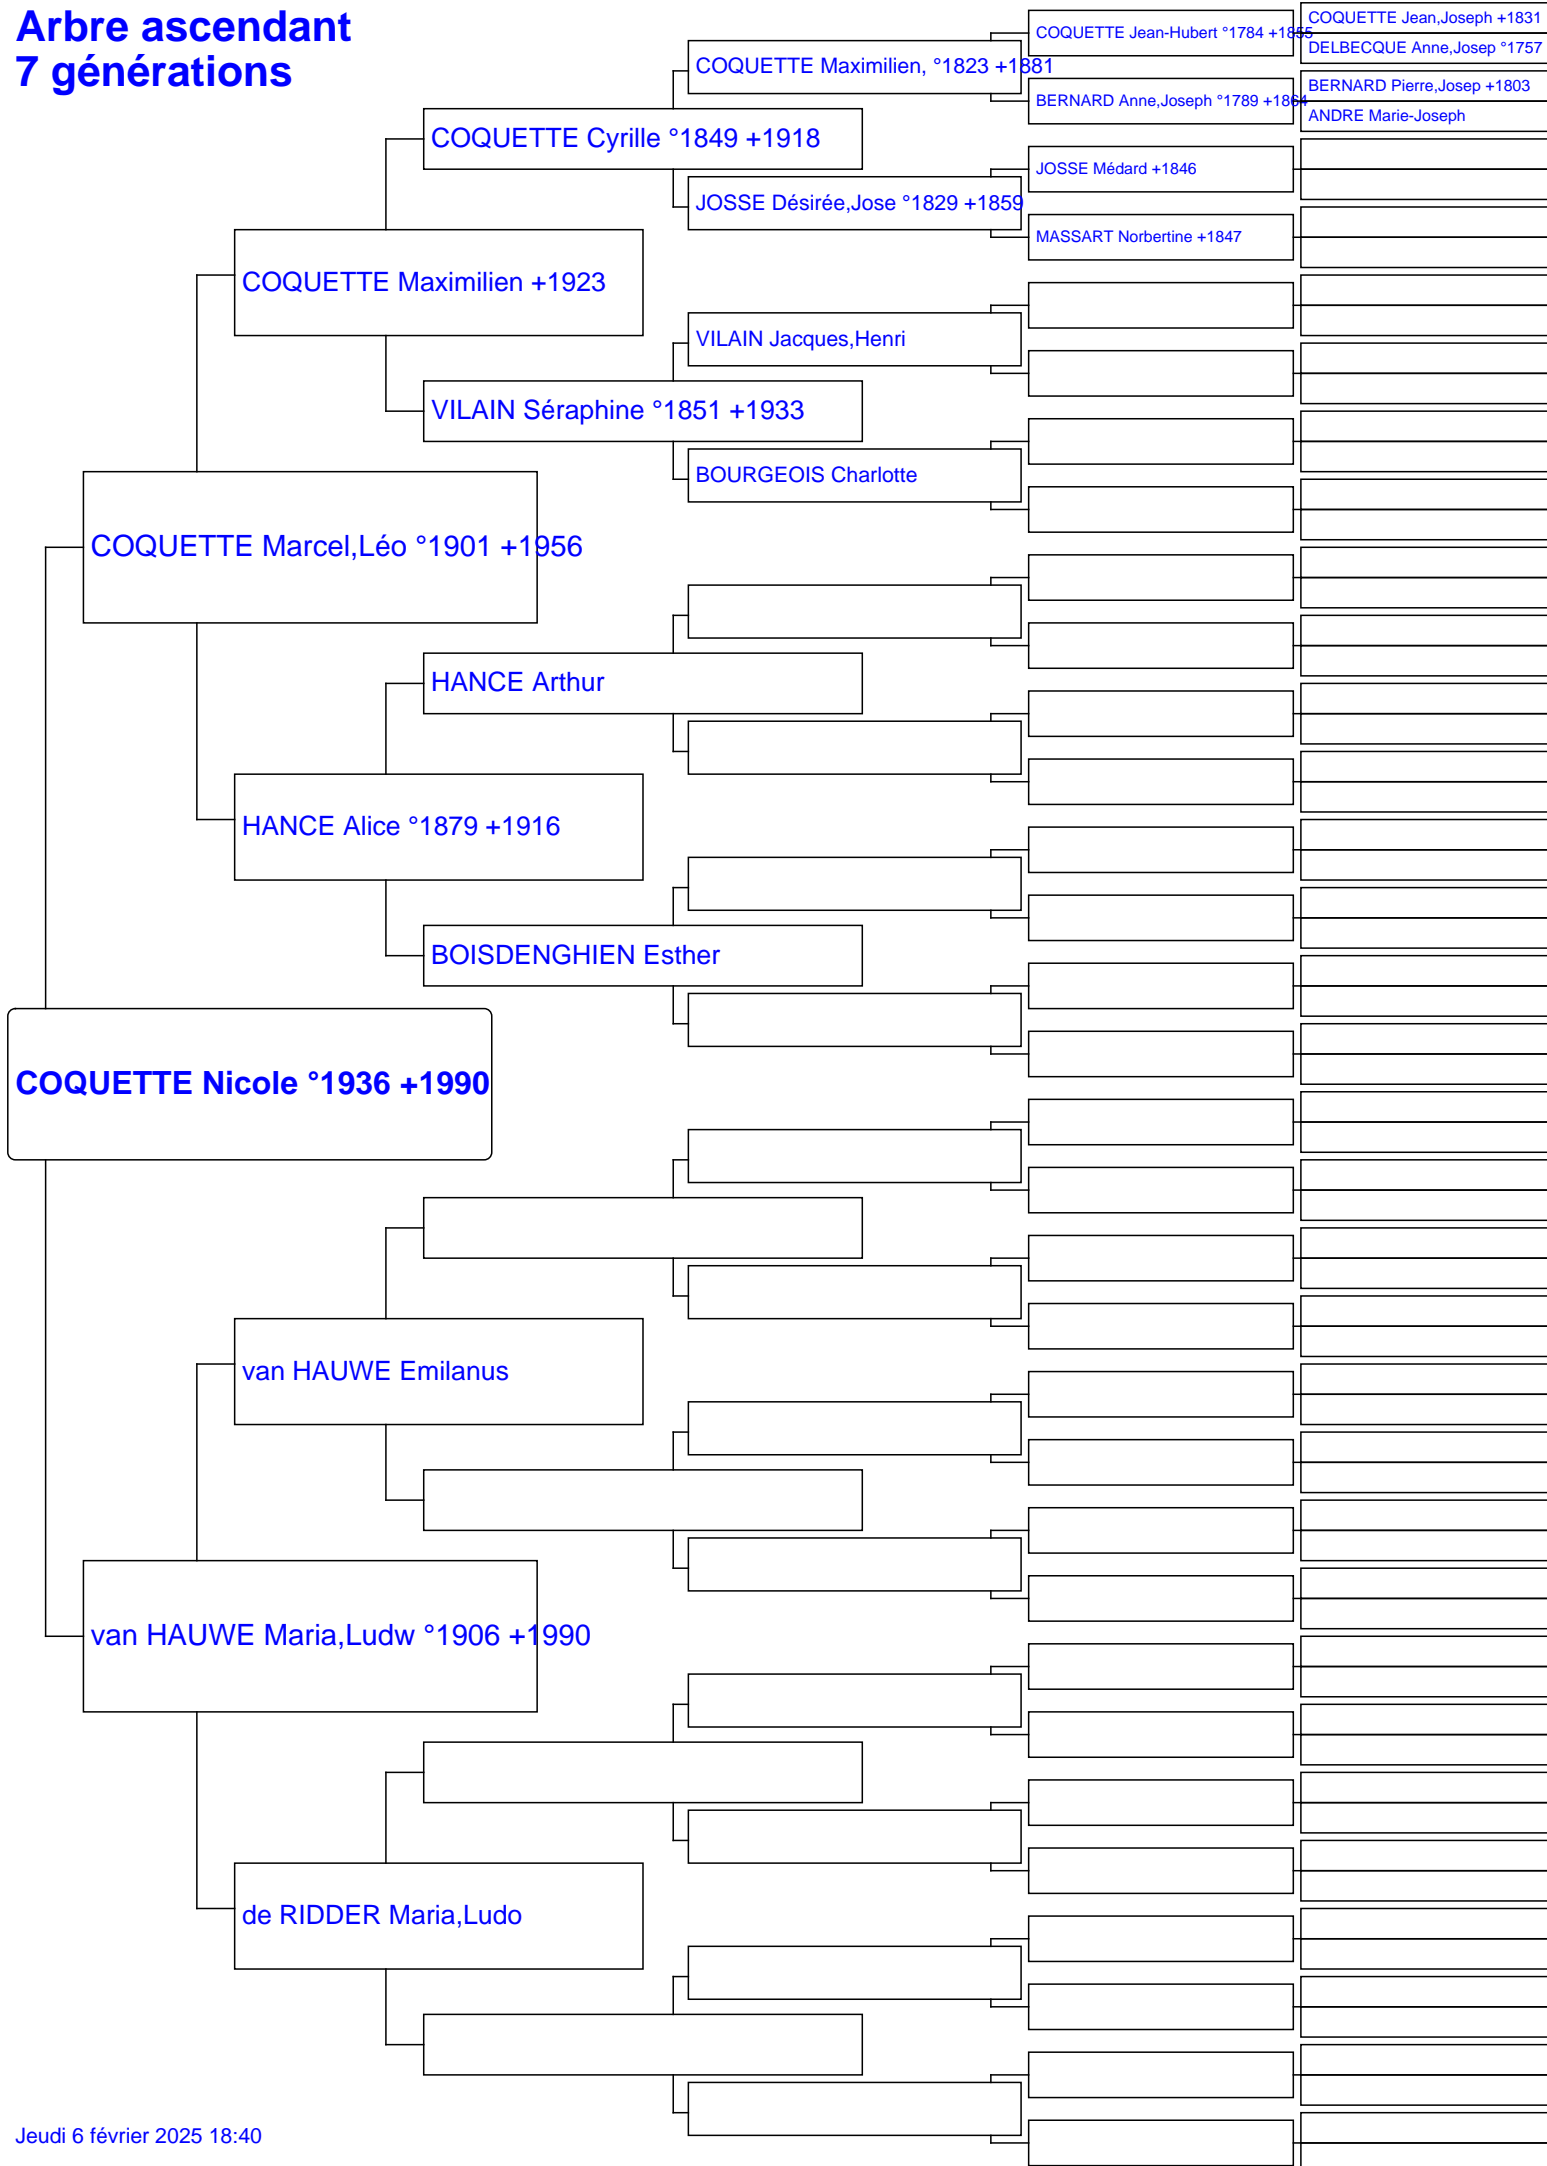 Arbre ascendant
7 générations
COQUETTE Jean,Joseph +1831
COQUETTE Jean-Hubert °1784 +1855
DELBECQUE Anne,Josep °1757
COQUETTE Maximilien, °1823 +1881
BERNARD Pierre,Josep +1803
BERNARD Anne,Joseph °1789 +1864
ANDRE Marie-Joseph
COQUETTE Cyrille °1849 +1918
JOSSE Médard +1846
JOSSE Désirée,Jose °1829 +1859
MASSART Norbertine +1847
COQUETTE Maximilien +1923
VILAIN Jacques,Henri
VILAIN Séraphine °1851 +1933
BOURGEOIS Charlotte
COQUETTE Marcel,Léo °1901 +1956
HANCE Arthur
HANCE Alice °1879 +1916
BOISDENGHIEN Esther
COQUETTE Nicole °1936 +1990
van HAUWE Emilanus
van HAUWE Maria,Ludw °1906 +1990
de RIDDER Maria,Ludo
Jeudi 6 février 2025 18:40